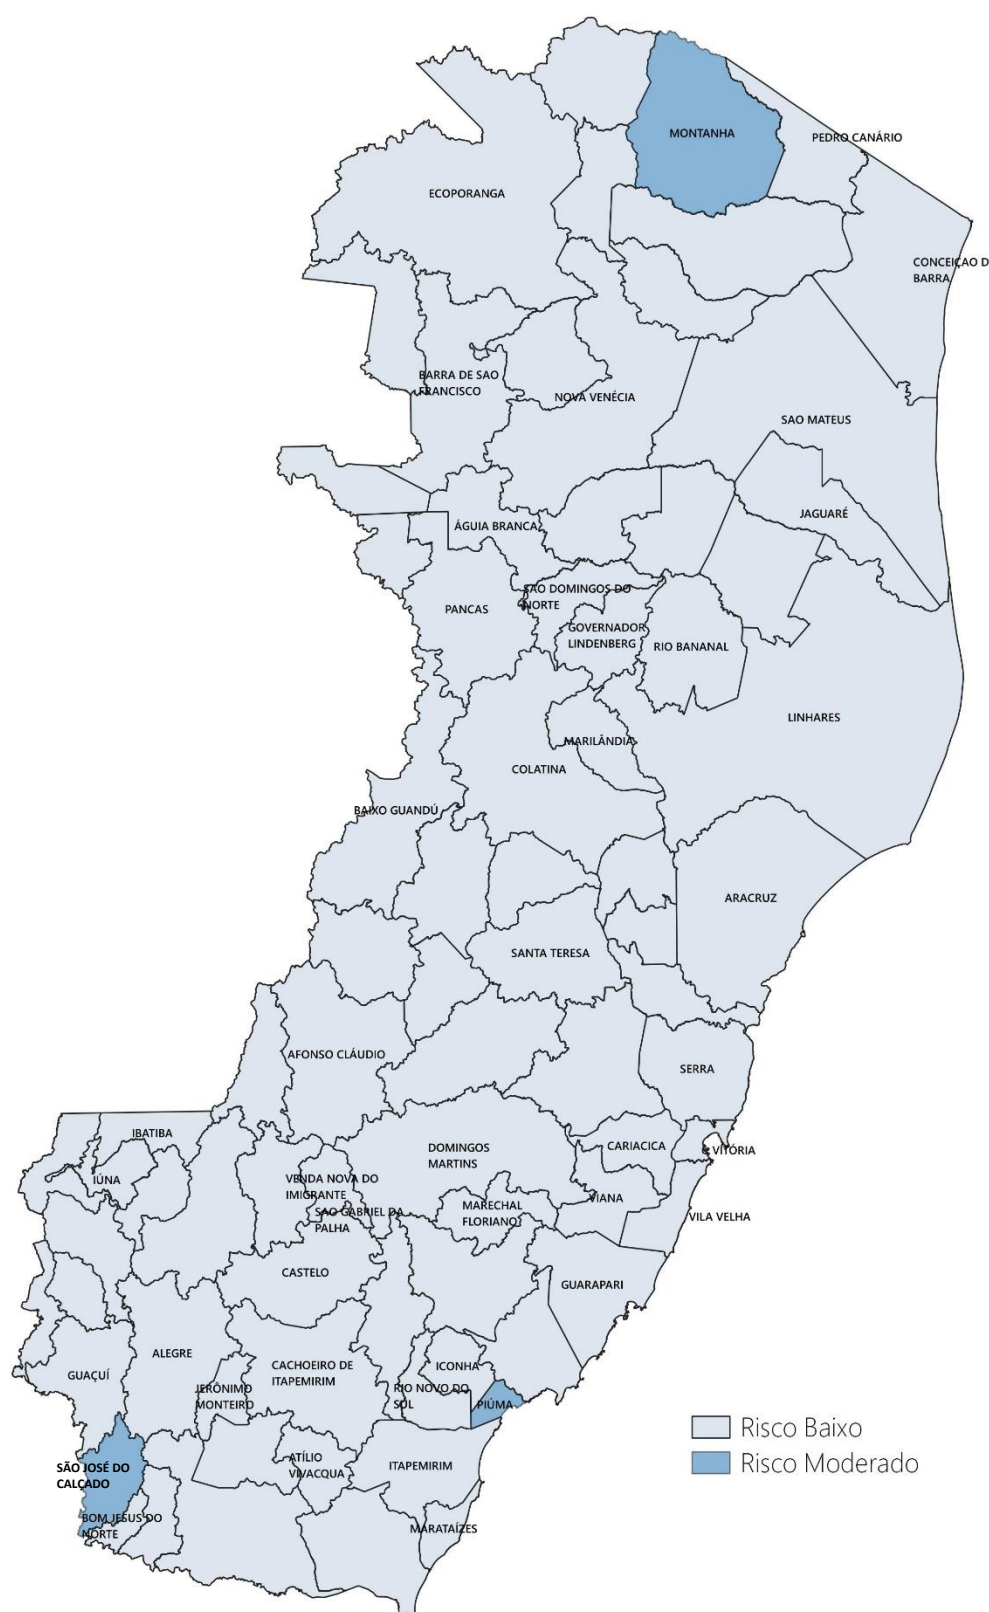 MONTANHA
PEDRO CANÁRIO
ECOPORANGA
CONCEIÇAO D
BARRA
BARRA DE SAO
FRANCISCO
NOVA VENÉCIA
SAO MATEUS
JAGUARÉ
ÁGUIA BRANCA
SAO DOMINGOS DO
NORTE
PANCAS
GOVERNADOR
LINDENBERG
RIO BANANAL
LINHARES
MARILÂNDIA
COLATINA
BAIXO GUANDÚ
ARACRUZ
SANTA TERESA
AFONSO CLÁUDIO
SERRA
IBATIBA
DOMINGOS
MARTINS
CARIACICA
VITÓRIA
IÚNA
VENDA NOVA DO
IMIGRANTE
VIANA
MARECHAL
FLORIANO
SAO GABRIEL DA
PALHA
VILA VELHA
CASTELO
GUARAPARI
ALEGRE
GUAÇUÍ
CACHOEIRO DE
ITAPEMIRIM
ICONHA
JERÔNIMO
MONTEIRO
RIO NOVO DO
SUL
PIÚMA
Risco Baixo
Risco Moderado
SÃO JOSÉ DO
CALÇADO
ATÍLIO
VIVACQUA
ITAPEMIRIM
BOM JESUS DO
NORTE
MARATAÍZES